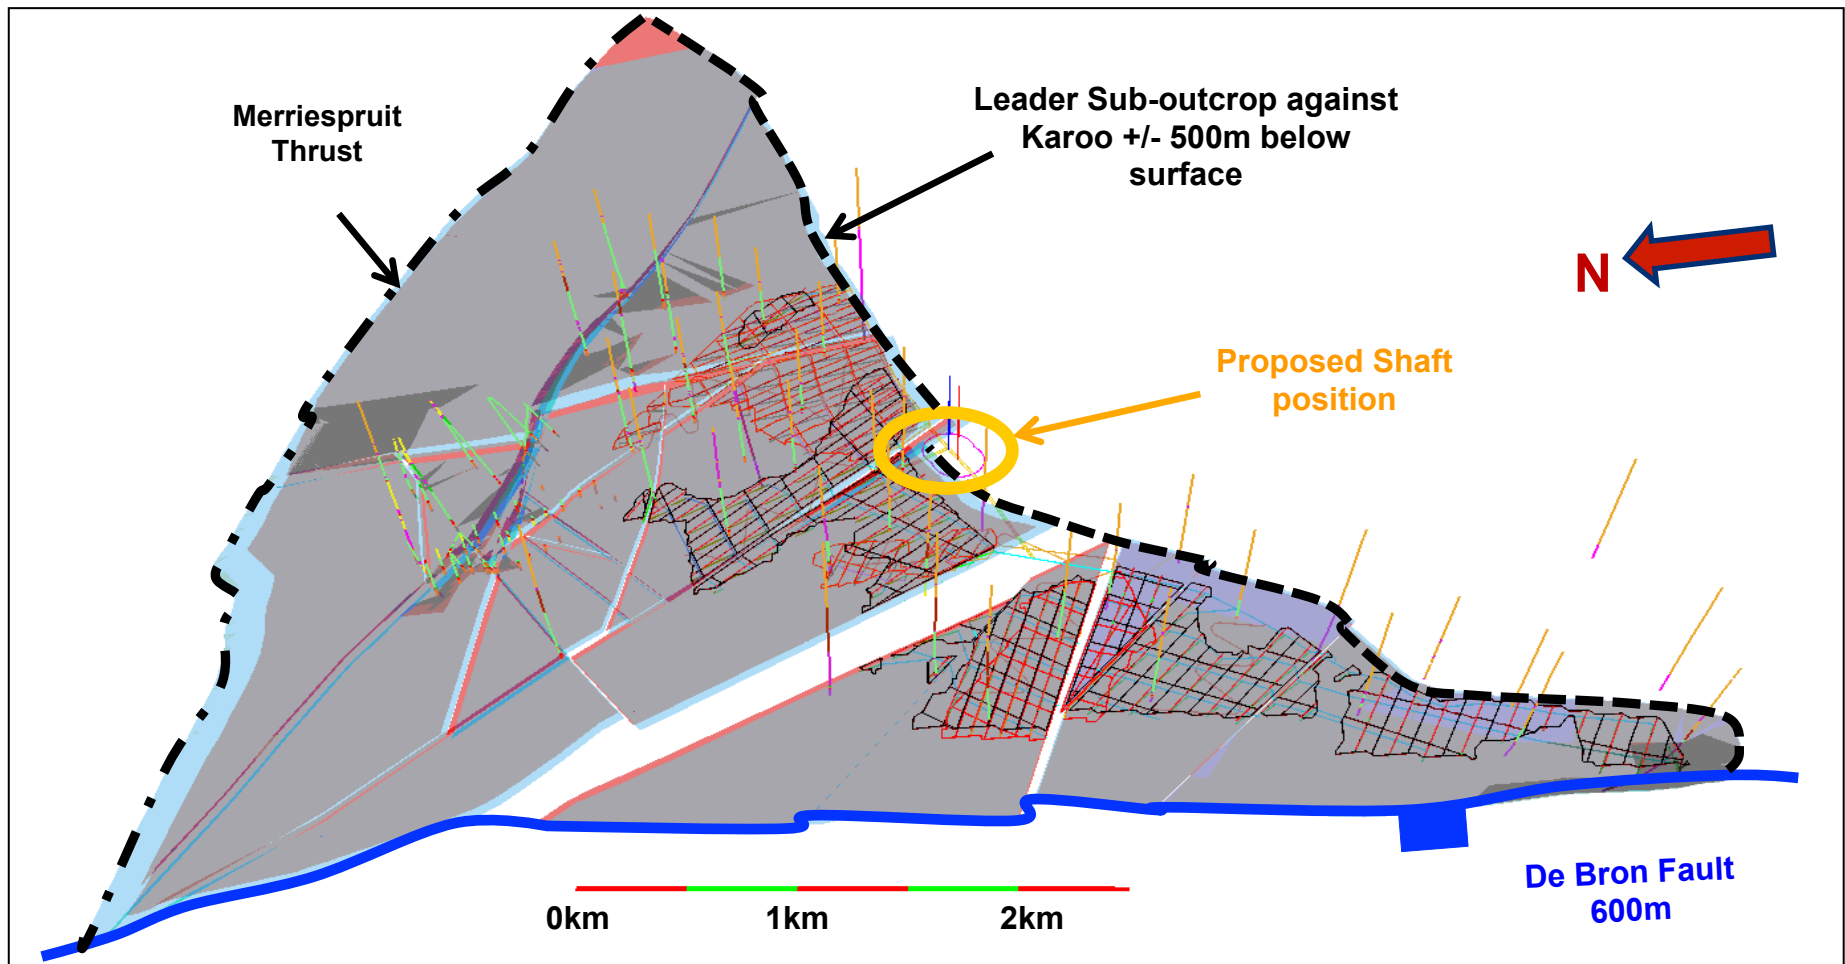 Merriespruit
Thrust
Leader Sub-outcrop against
Karoo +/- 500m below
surface
N
Proposed Shaft
position
De Bron Fault
600m
0km
1km
2km